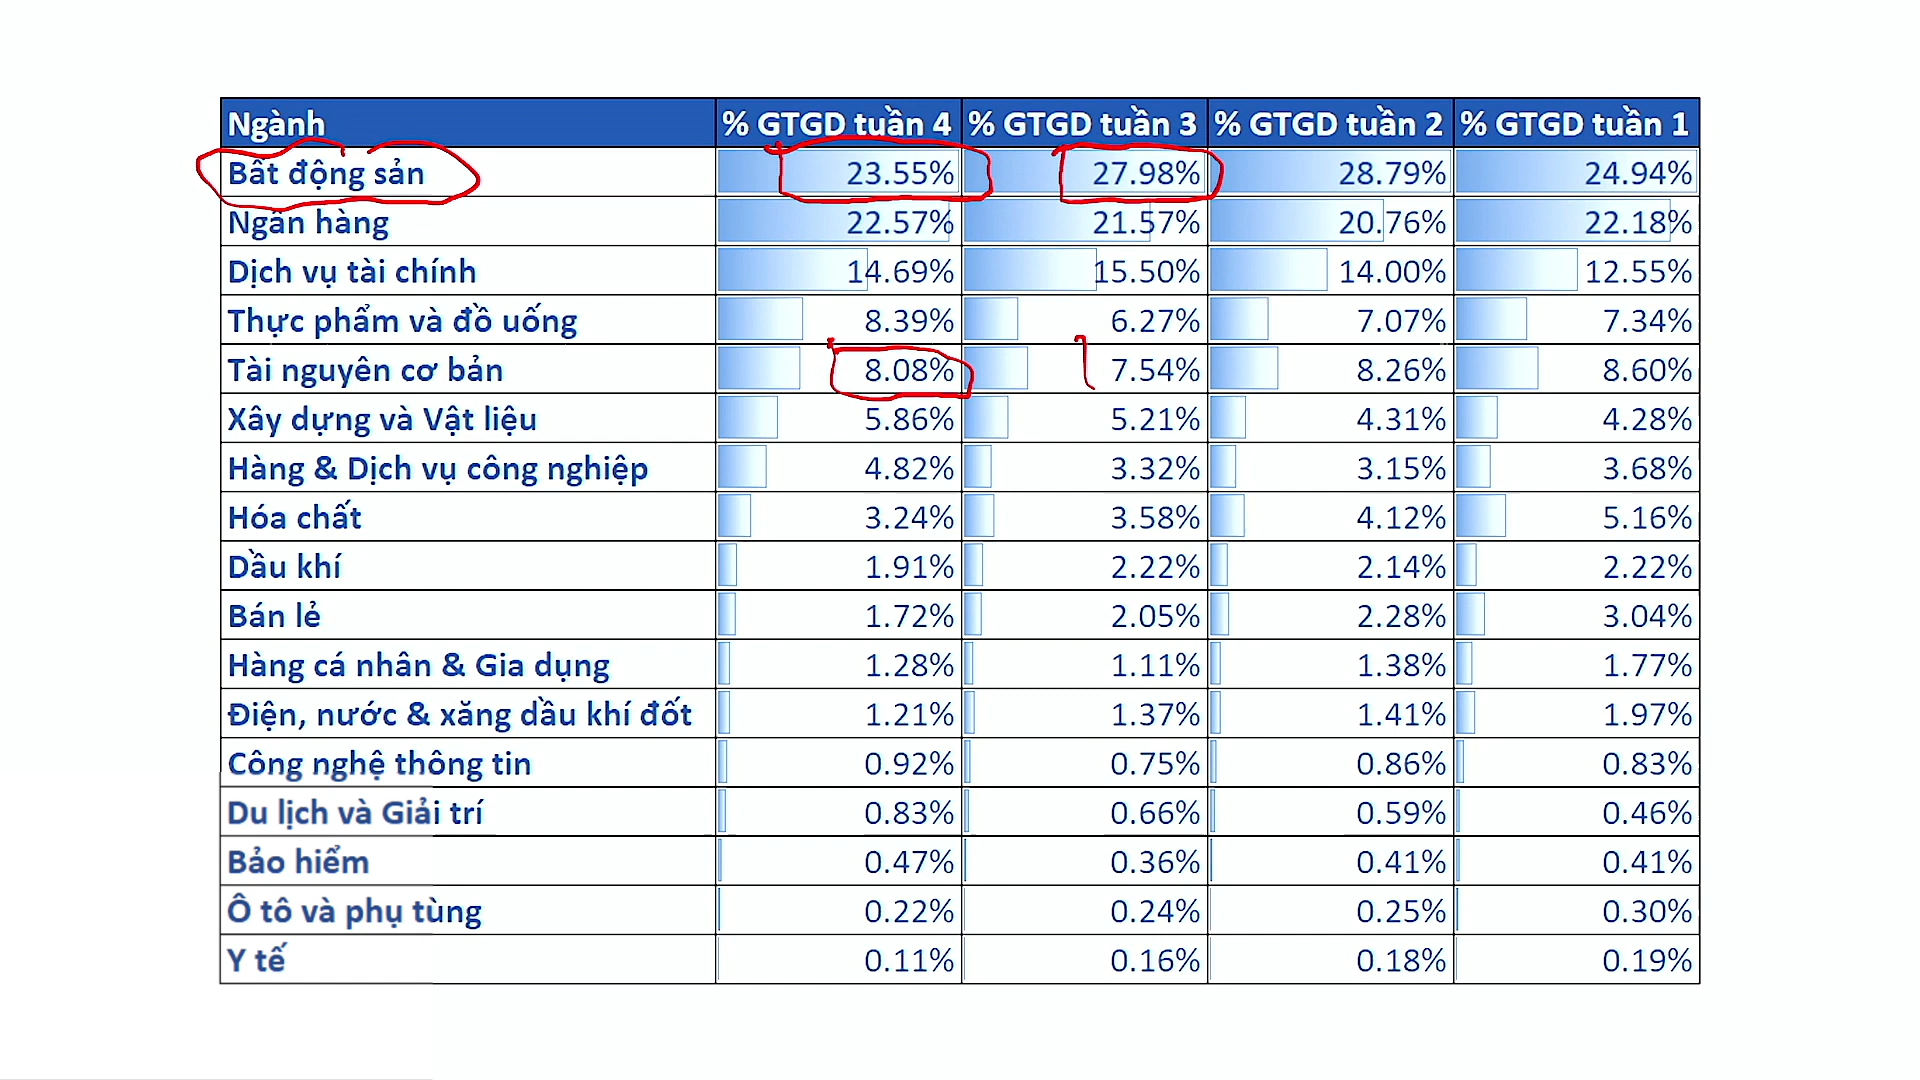 Ngành % GTGD tuần 4 % GTGD tuần 3 % GTGD tuần 2 % GTGD tuần 1
Bất động sản 23.55% 27.98% 28.79% 24.94%
Ngân hàng 22.57% 21.57% 20.76% 22.18%
Dịch vụ tài chính 14.69% 15.50% 14.00% 12.55%
Thực phẩm và đồ uống 8.39% 6.27% 7.07% 7.34%
Tài nguyên cơ bản 8.08% 7.54% 8.26% 8.60%
Xây dựng và Vật liệu 5.86% 5.21% 4.31% 4.28%
Hàng & Dịch vụ công nghiệp 4.82% 3.32% 3.15% 3.68%
Hóa chất 3.24% 3.58% 4.12% 5.16%
Dầu khí 1.91% 2.22% 2.14% 2.22%
Bán lẻ 1.72% 2.05% 2.28% 3.04%
Hàng cá nhân & Gia dụng 1.28% 1.11% 1.38% 1.77%
Điện, nước & xăng dầu khí đốt 1.21% 1.37% 1.41% 1.97%
Công nghệ thông tin 0.92% 0.75% 0.86% 0.83%
Du lịch và Giải trí 0.83% 0.66% 0.59% 0.46%
Bảo hiểm 0.47% 0.36% 0.41% 0.41%
Ô tô và phụ tùng 0.22% 0.24% 0.25% 0.30%
Y tế 0.11% 0.16% 0.18% 0.19%